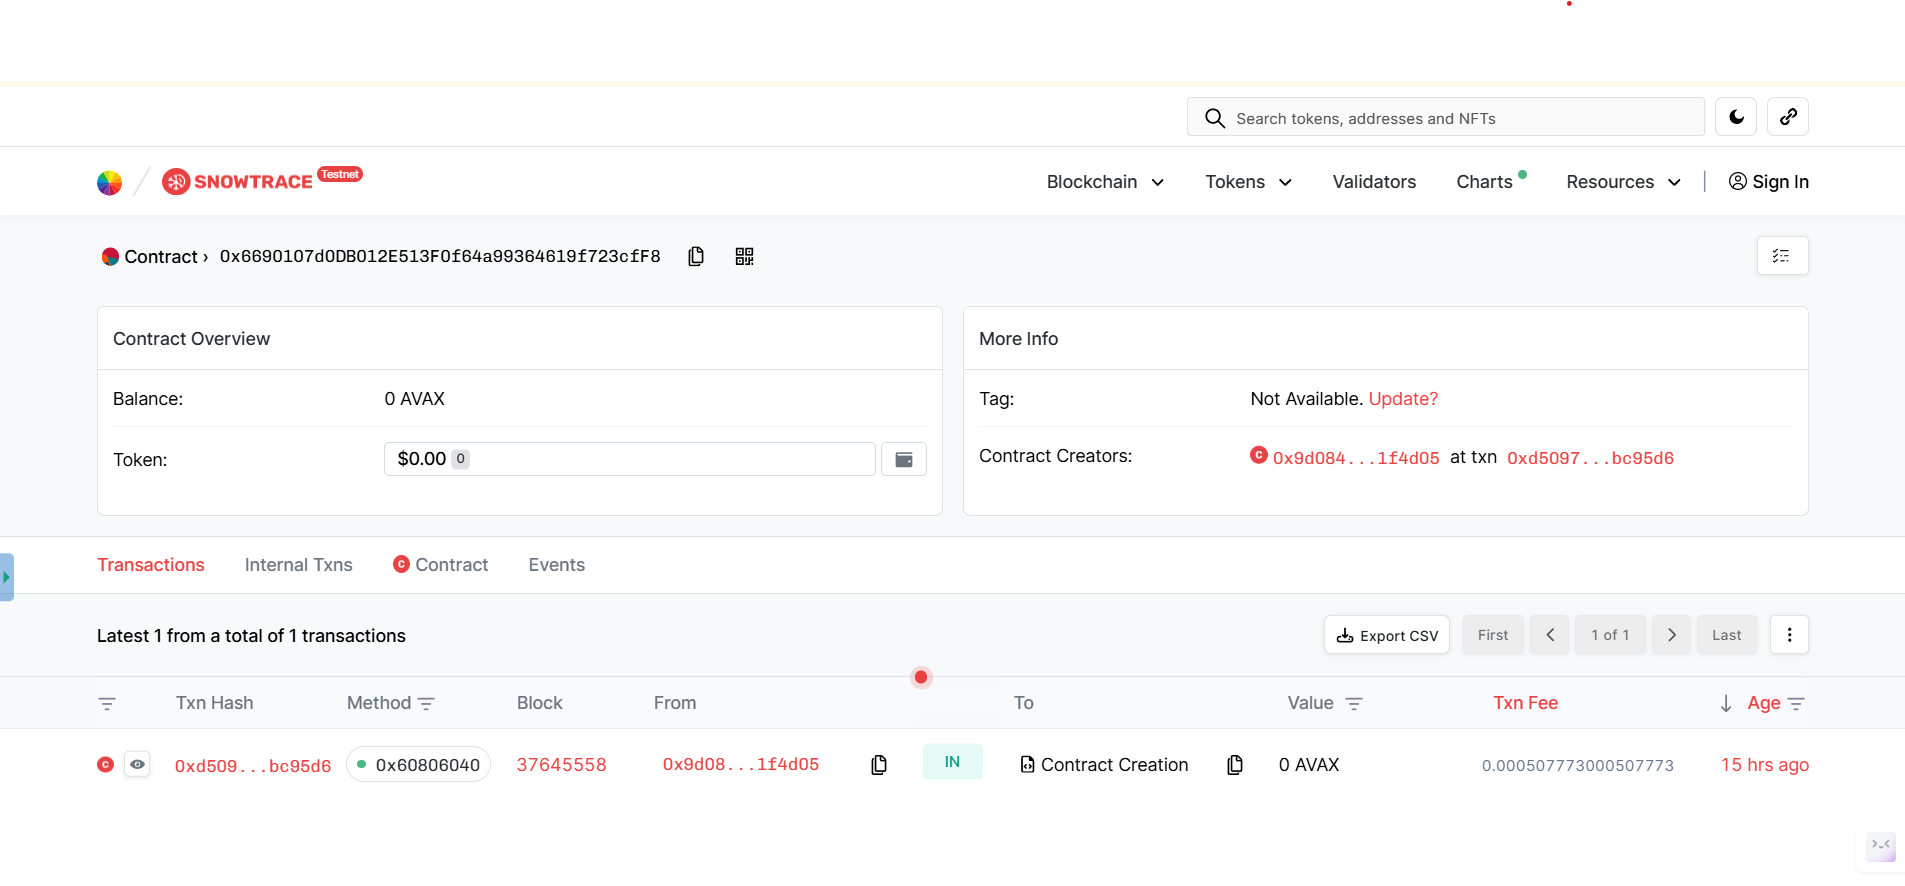 Search tokens, addresses and NFTs
SNOWTRACE Testnet
Blockchain Tokens Validators Charts Resources | Sign In
Contract › 0x6690107d0DB012E513F0f64a99364619f723cfF8
Contract Overview
Balance: 0 AVAX
Token: $0.00 0
More Info
Tag: Not Available. Update?
Contract Creators: C 0x9d084...1f4d05 at txn 0xd5097...bc95d6
Transactions Internal Txns C Contract Events
Latest 1 from a total of 1 transactions
Export CSV First 1 of 1 Last
Txn Hash Method Block From To Value Txn Fee Age
C 0xd509...bc95d6 0x60806040 37645558 0x9d08...1f4d05 IN Contract Creation 0 AVAX 0.000507773000507773 15 hrs ago